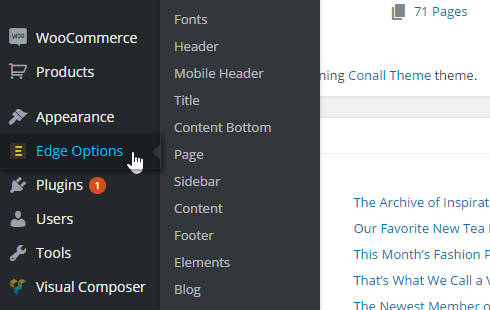 WooCommerce
Products
Appearance
Edge Options
Plugins 1
Users
Tools
Visual Composer
Fonts
Header
Mobile Header
Title
Content Bottom
Page
Sidebar
Content
Footer
Elements
Blog
71 Pages
ning Conall Theme theme.
The Archive of Inspirat
Our Favorite New Tea
This Month's Fashion P
That's What We Call a V
The Newest Member o